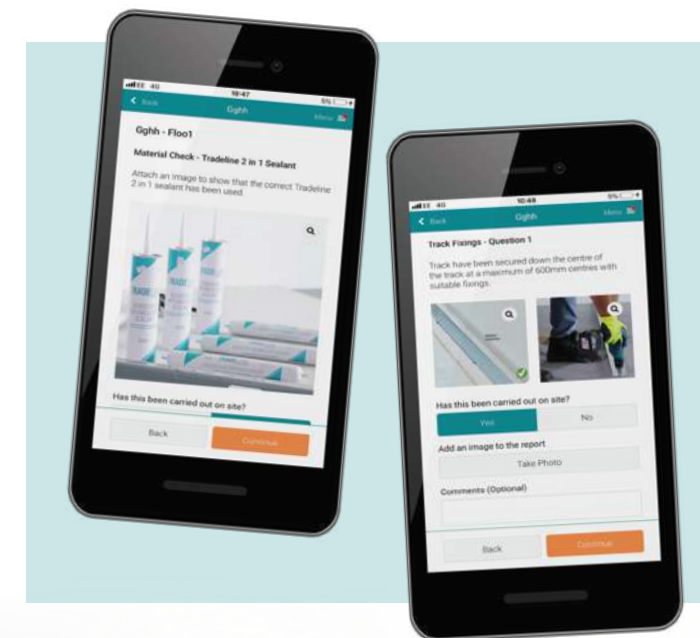 EE 4G 10:47 5%
Back Gghh Menu
Gghh - Floo1
Material Check - Tradeline 2 in 1 Sealant
Attach an image to show that the correct Tradeline
2 in 1 sealant has been used.
Has this been carried out on site?
Back Continue
EE 4G 10:48 5%
Back Gghh Menu
Track Fixings - Question 1
Track have been secured down the centre of
the track at a maximum of 600mm centres with
suitable fixings.
Has this been carried out on site?
Yes No
Add an image to the report
Take Photo
Comments (Optional)
Back Continue